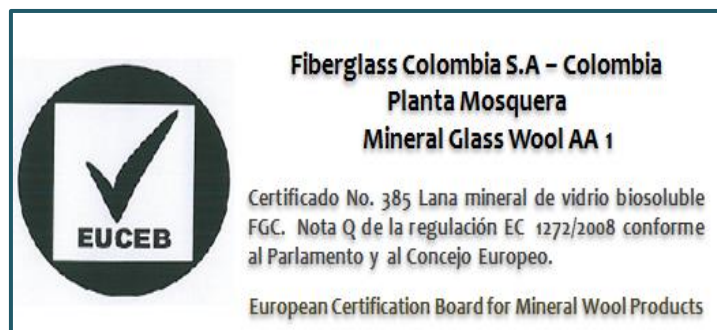 Fiberglass Colombia S.A – Colombia
Planta Mosquera
Mineral Glass Wool AA 1
EUCEB
Certificado No. 385 Lana mineral de vidrio biosoluble
FGC. Nota Q de la regulación EC 1272/2008 conforme
al Parlamento y al Concejo Europeo.
European Certification Board for Mineral Wool Products